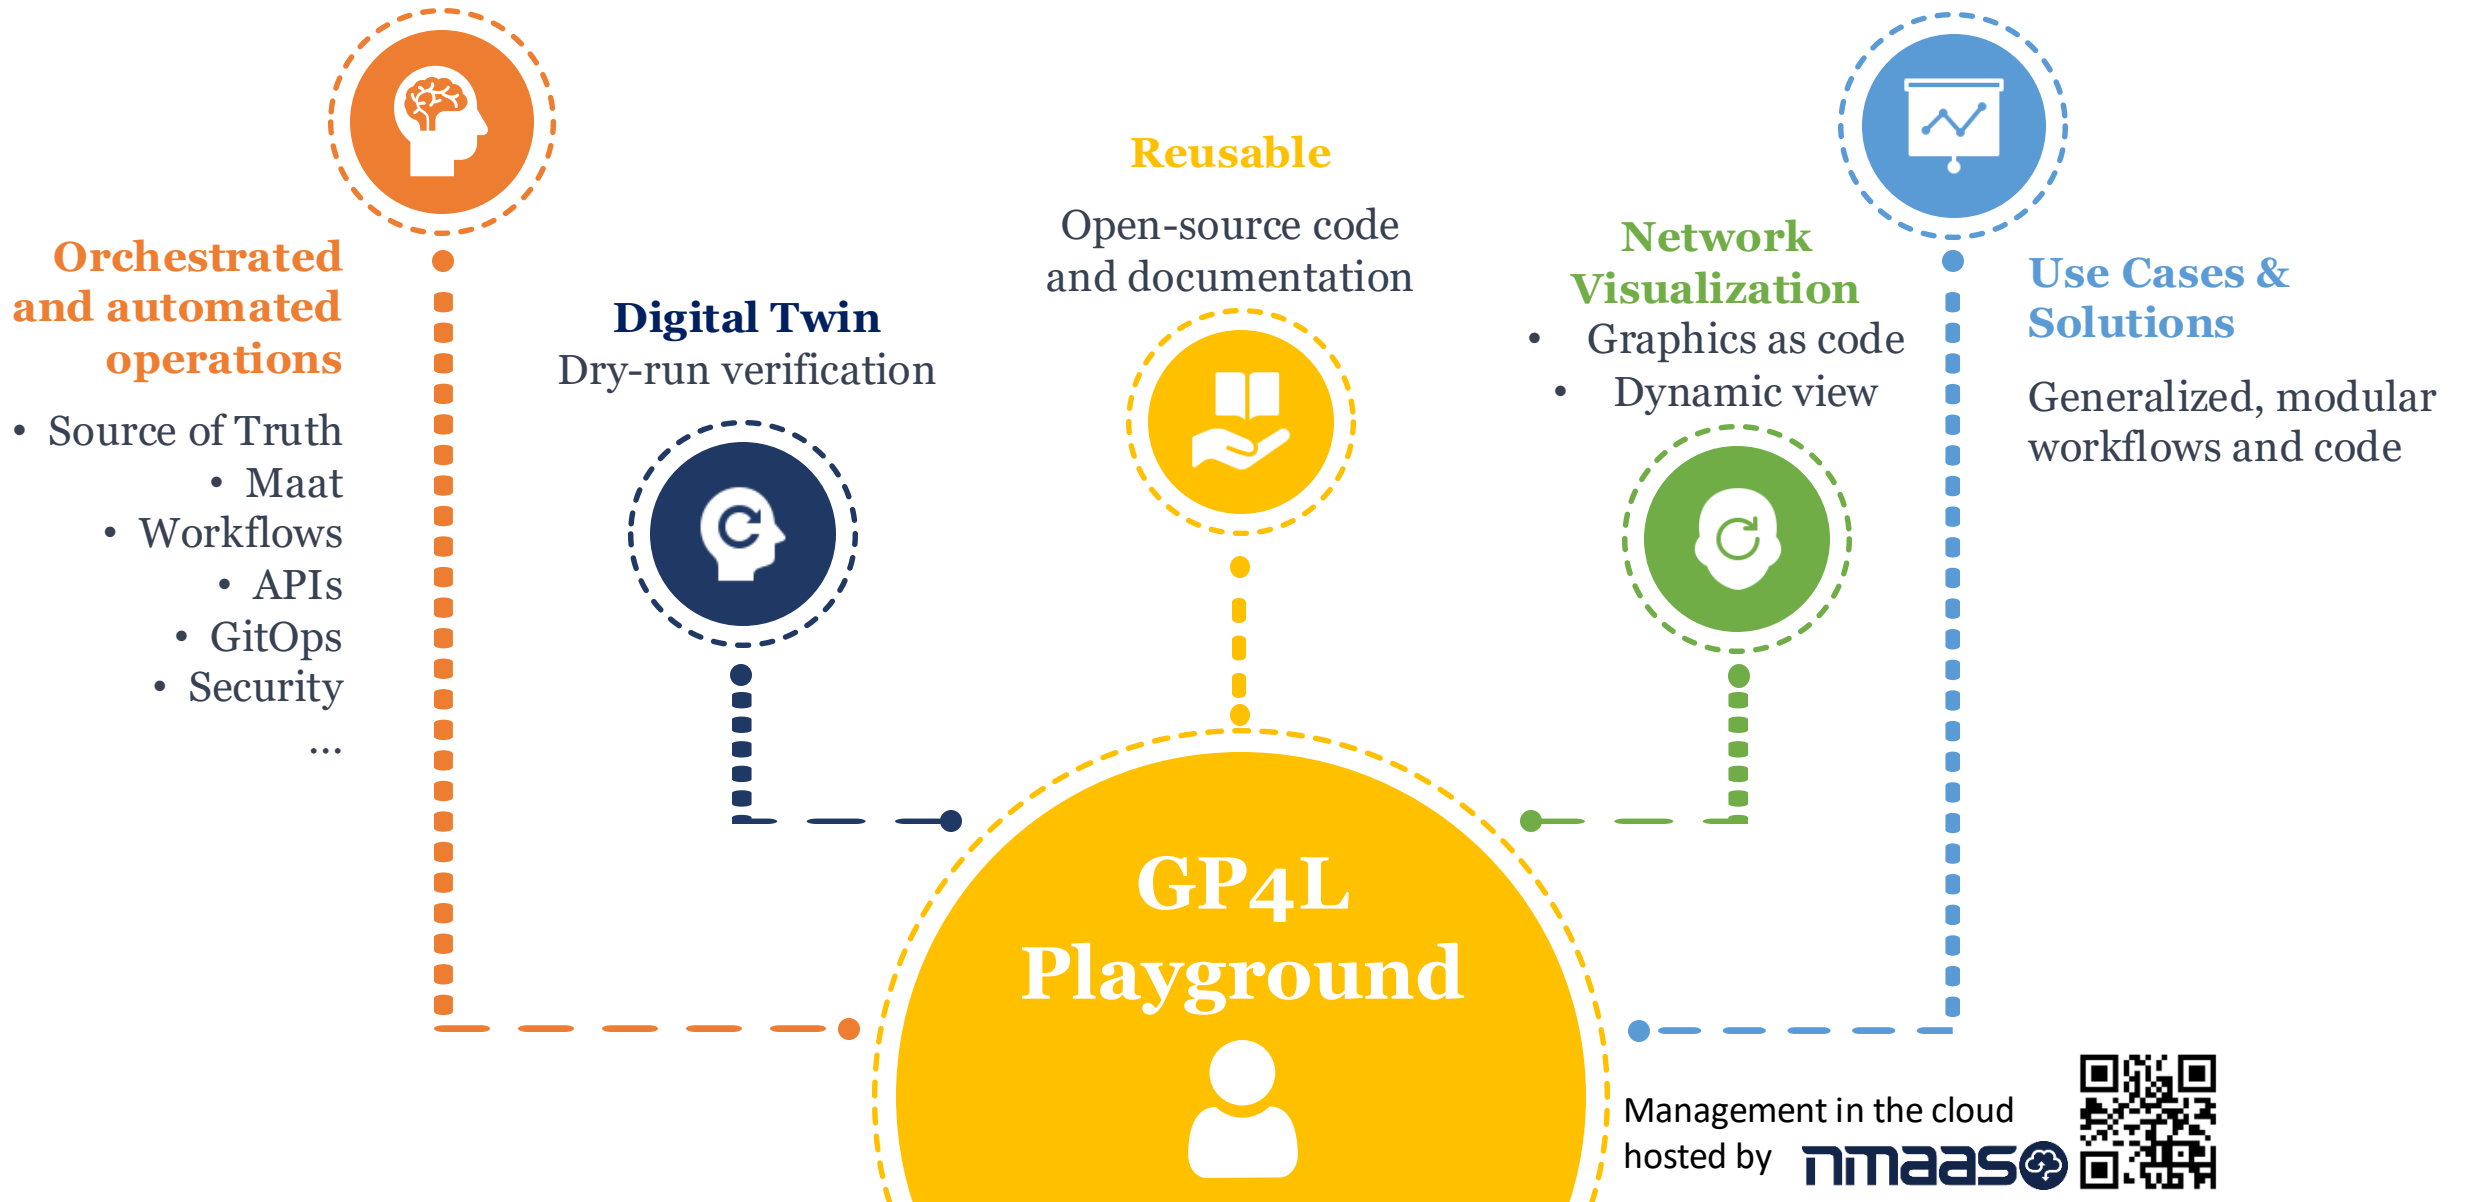 Orchestrated
and automated
operations
• Source of Truth
• Maat
• Workflows
• APIs
• GitOps
• Security
...
Digital Twin
Dry-run verification
Reusable
Open-source code
and documentation
Network
Visualization
• Graphics as code
• Dynamic view
Use Cases &
Solutions
Generalized, modular
workflows and code
GP4L
Playground
Management in the cloud
hosted by nmaas